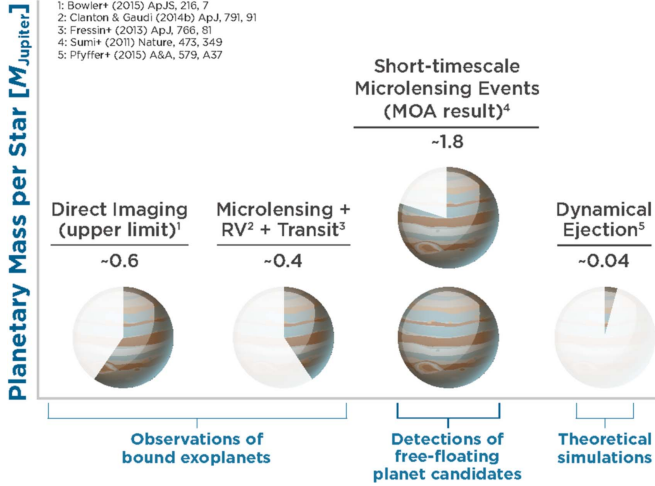 1: Bowler+ (2015) ApJS, 216, 7
2: Clanton & Gaudi (2014b) ApJ, 791, 91
3: Fressin+ (2013) ApJ, 766, 81
4: Sumi+ (2011) Nature, 473, 349
5: Pfyffer+ (2015) A&A, 579, A37
Planetary Mass per Star [MJupiter]
Direct Imaging
(upper limit)¹
~0.6
Microlensing +
RV² + Transit³
~0.4
Short-timescale
Microlensing Events
(MOA result)⁴
~1.8
Dynamical
Ejection⁵
~0.04
Observations of
bound exoplanets
Detections of
free-floating
planet candidates
Theoretical
simulations